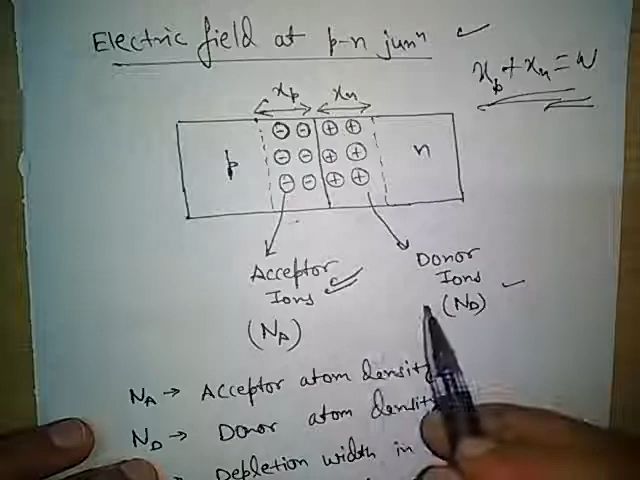 Electric field at p-n junⁿ
x_p + x_n = w
x_p x_n
p ⊖ ⊖ ⊕ ⊕ n
⊖ ⊖ ⊕ ⊕
⊖ ⊖ ⊕ ⊕
Acceptor
Ions
(N_A)
Donor
Ions
(N_D)
N_A → Acceptor atom density
N_D → Donor atom density
Depletion width in